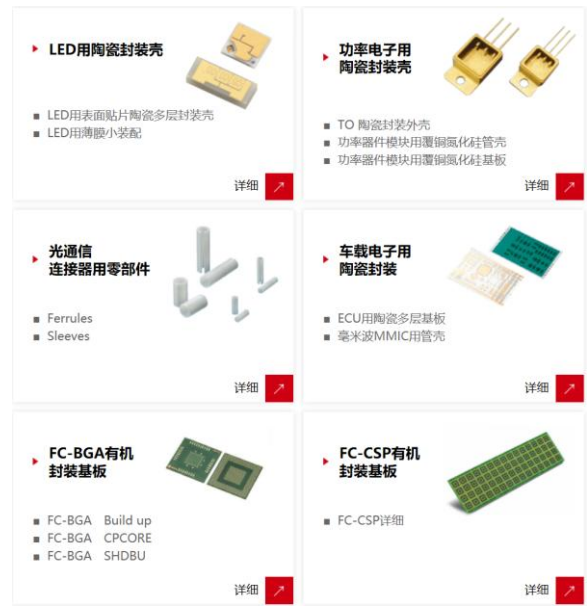 LED用陶瓷封装壳
LED用表面贴片陶瓷多层封装壳
LED用薄膜小装配
详细
功率电子用
陶瓷封装壳
TO 陶瓷封装外壳
功率器件模块用覆铜氮化硅管壳
功率器件模块用覆铜氮化硅基板
详细
光通信
连接器用零部件
Ferrules
Sleeves
详细
车载电子用
陶瓷封装
ECU用陶瓷多层基板
毫米波MMIC用管壳
详细
FC-BGA有机
封装基板
FC-BGA Build up
FC-BGA CPCORE
FC-BGA SHDBU
详细
FC-CSP有机
封装基板
FC-CSP详细
详细